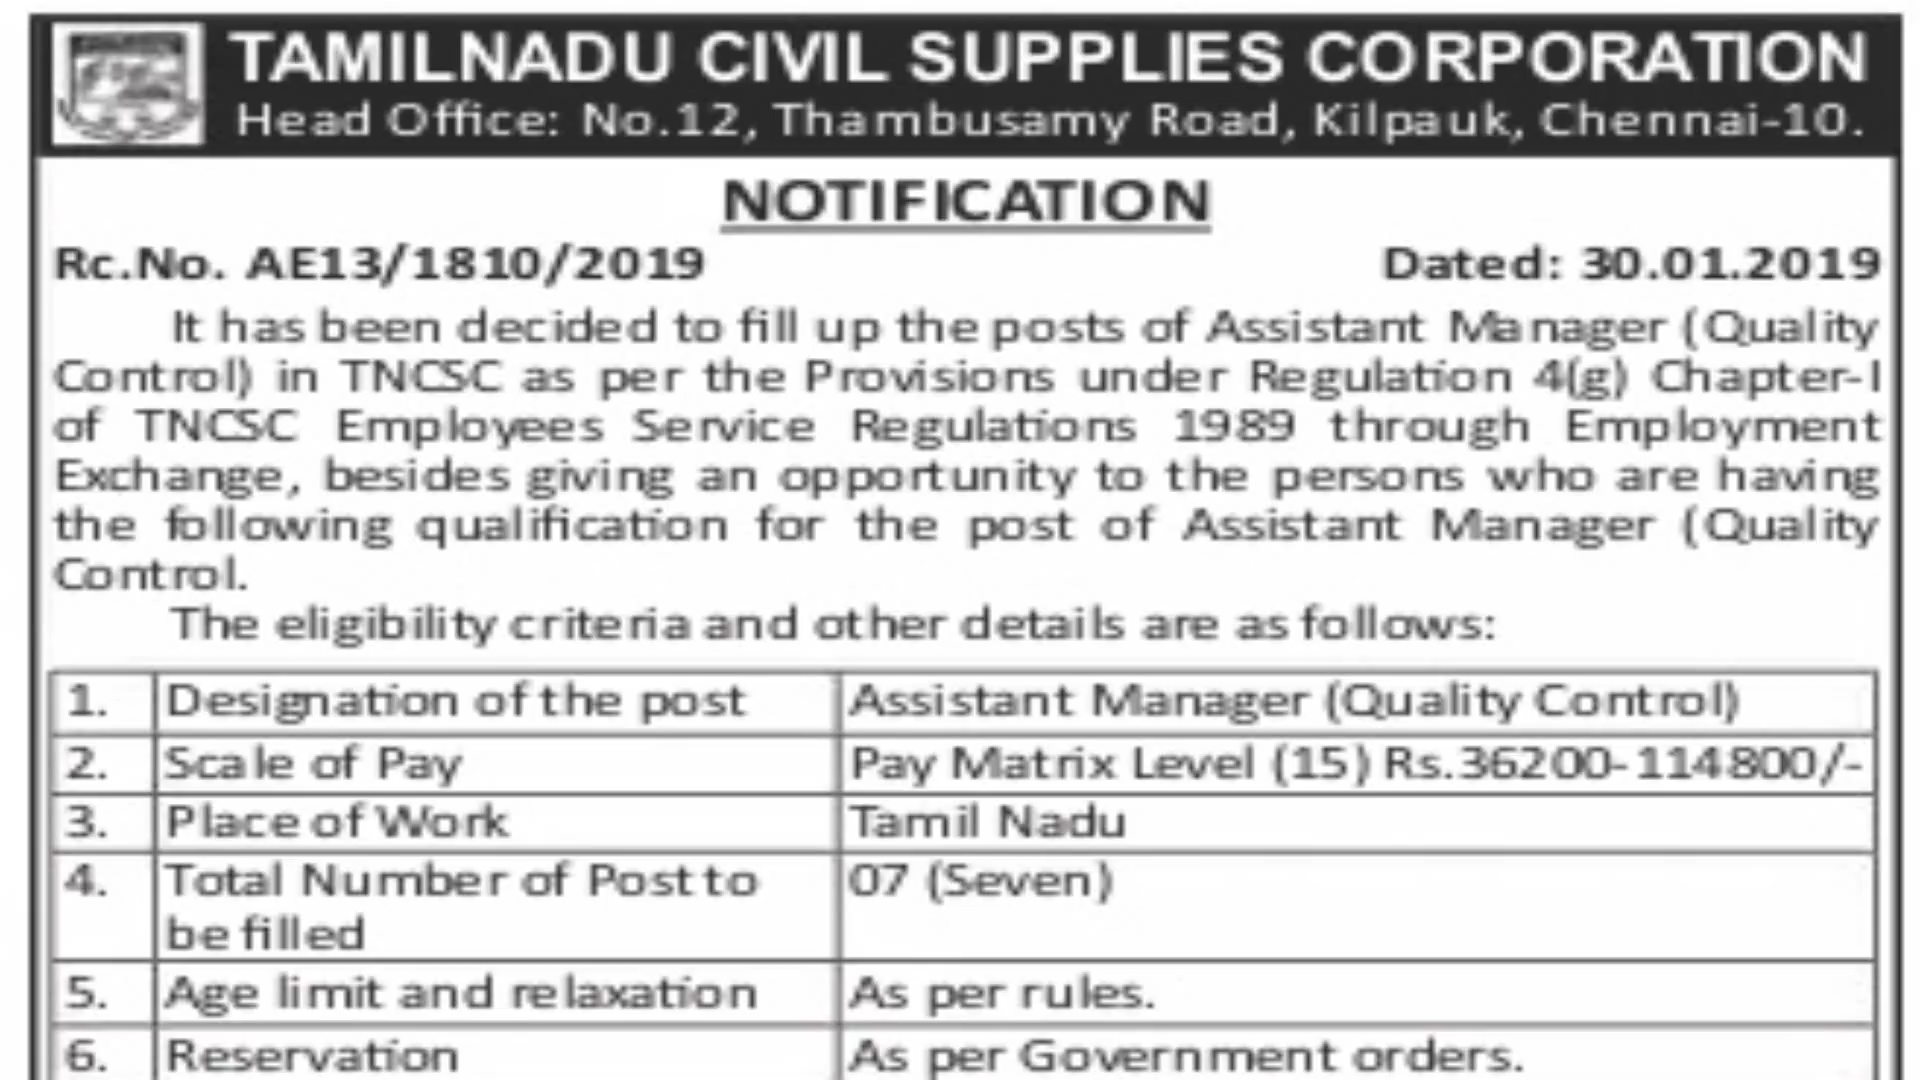 TAMILNADU CIVIL SUPPLIES CORPORATION
Head Office: No.12, Thambusamy Road, Kilpauk, Chennai-10.
NOTIFICATION
Rc.No. AE13/1810/2019 Dated: 30.01.2019
It has been decided to fill up the posts of Assistant Manager (Quality
Control) in TNCSC as per the Provisions under Regulation 4(g) Chapter-I
of TNCSC Employees Service Regulations 1989 through Employment
Exchange, besides giving an opportunity to the persons who are having
the following qualification for the post of Assistant Manager (Quality
Control.
The eligibility criteria and other details are as follows:
1. Designation of the post Assistant Manager (Quality Control)
2. Scale of Pay Pay Matrix Level (15) Rs.36200-114800/-
3. Place of Work Tamil Nadu
4. Total Number of Post to 07 (Seven)
be filled
5. Age limit and relaxation As per rules.
6. Reservation As per Government orders.